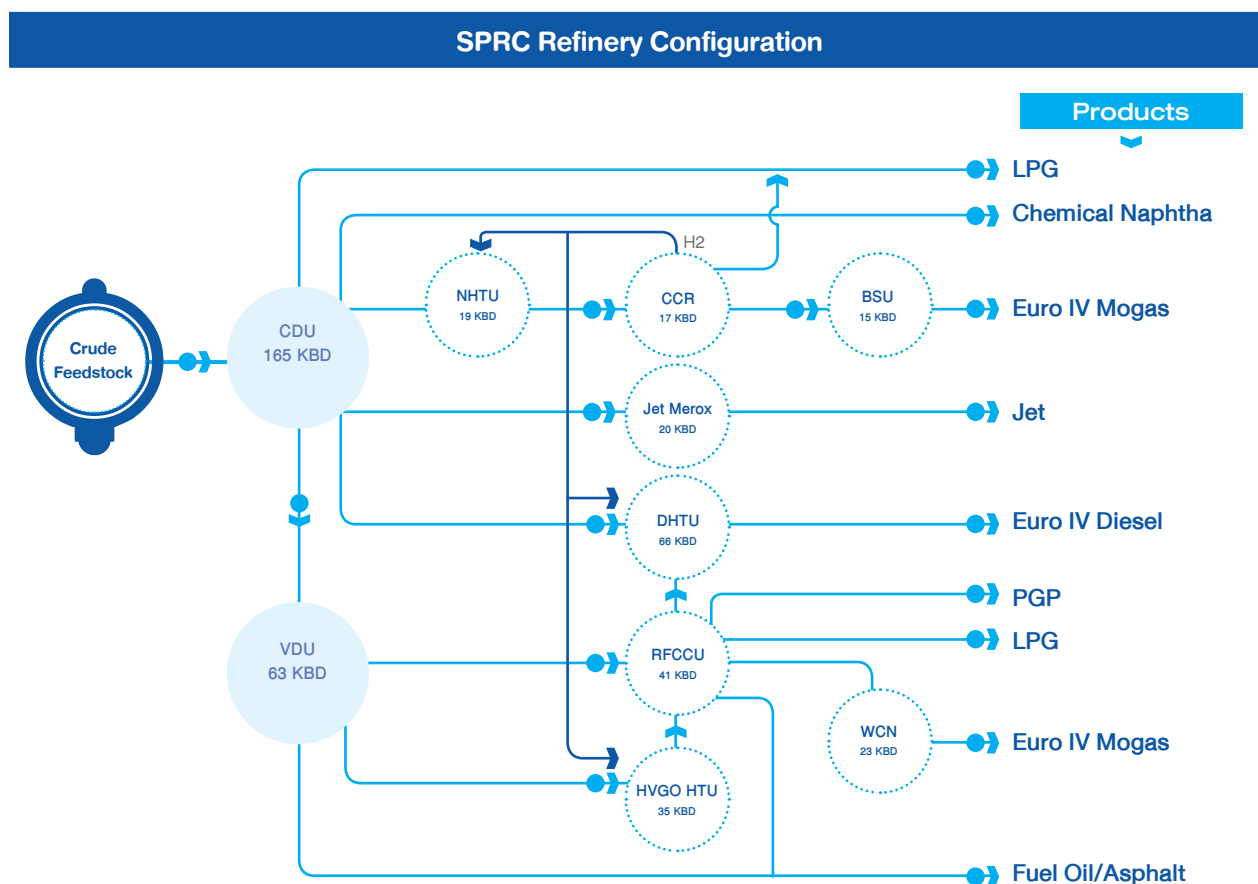 SPRC Refinery Configuration
Products
LPG
Chemical Naphtha
H2
NHTU
19 KBD
CCR
17 KBD
BSU
15 KBD
Euro IV Mogas
CDU
165 KBD
Crude
Feedstock
Jet Merox
20 KBD
Jet
DHTU
66 KBD
Euro IV Diesel
PGP
LPG
VDU
63 KBD
RFCCU
41 KBD
WCN
23 KBD
Euro IV Mogas
HVGO HTU
35 KBD
Fuel Oil/Asphalt